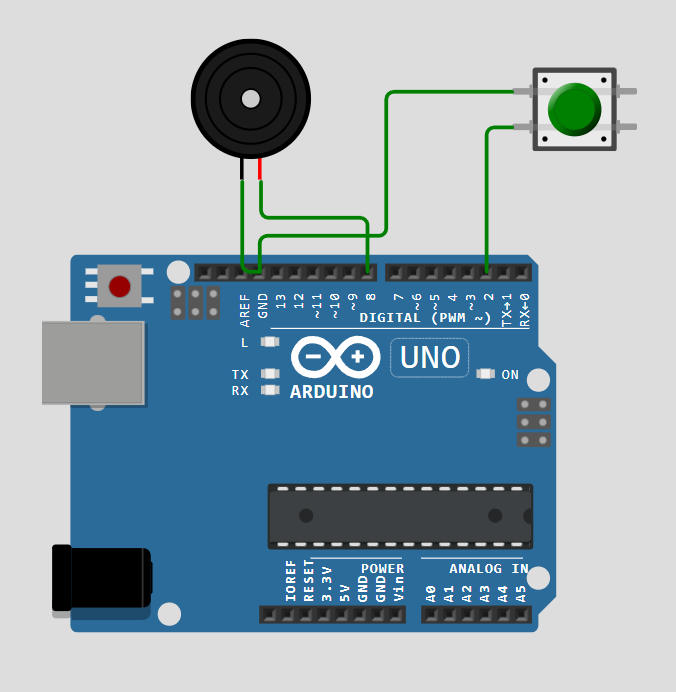 AREF GND 13 12 ~11 ~10 ~9 8 7 ~6 ~5 4 ~3 2 TX→1 RX←0
DIGITAL (PWM ~)
L
UNO
TX
ON
RX
ARDUINO
POWER
ANALOG IN
IOREF RESET 3.3V 5V GND GND Vin A0 A1 A2 A3 A4 A5